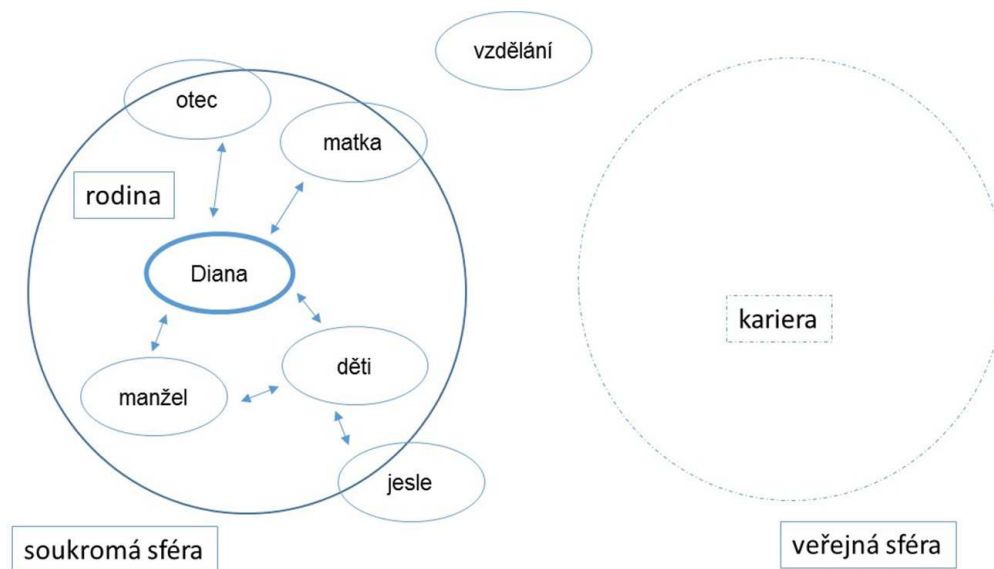 vzdělání
otec
matka
rodina
Diana
kariera
děti
manžel
jesle
soukromá sféra
veřejná sféra